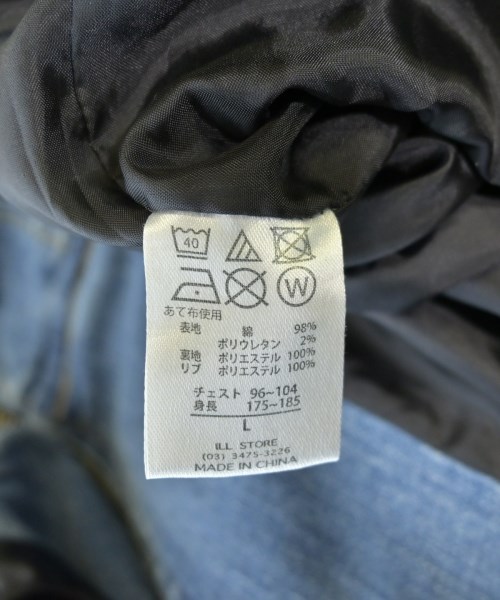 40
W
あて布使用
表地 綿 98%
ポリウレタン 2%
裏地 ポリエステル 100%
リブ ポリエステル 100%
チェスト 96~104
身長 175~185
L
ILL STORE
(03) 3475-3226
MADE IN CHINA